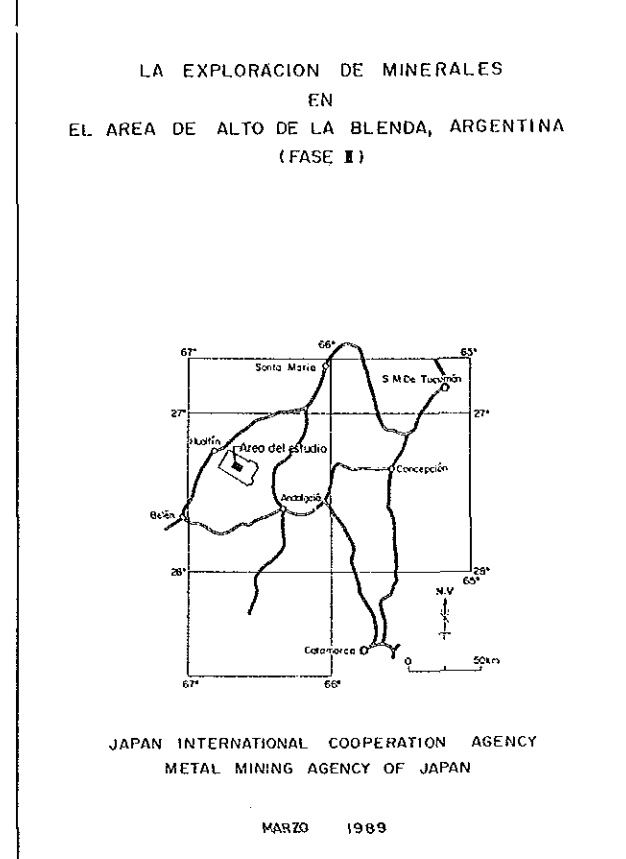 LA EXPLORACION DE MINERALES
EN
EL AREA DE ALTO DE LA BLENDA, ARGENTINA
(FASE II)
67° 66° 65°
Santa María
S.M.De Tucumán
27° 27°
Hualfín
Area del estudio
Concepción
Andalgalá
Belén
28° 28°
65°
N.V
Catamarca
0 50km
67° 66°
JAPAN INTERNATIONAL COOPERATION AGENCY
METAL MINING AGENCY OF JAPAN
MARZO 1989